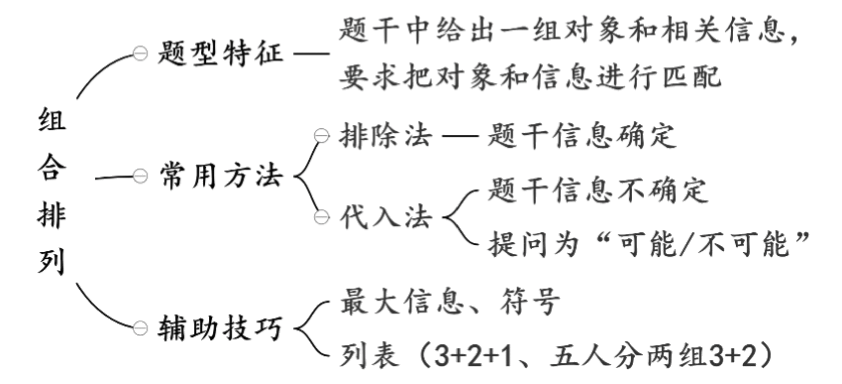 组合排列
题型特征
题干中给出一组对象和相关信息，
要求把对象和信息进行匹配
常用方法
排除法
题干信息确定
代入法
题干信息不确定
提问为“可能/不可能”
辅助技巧
最大信息、符号
列表（3+2+1、五人分两组3+2）